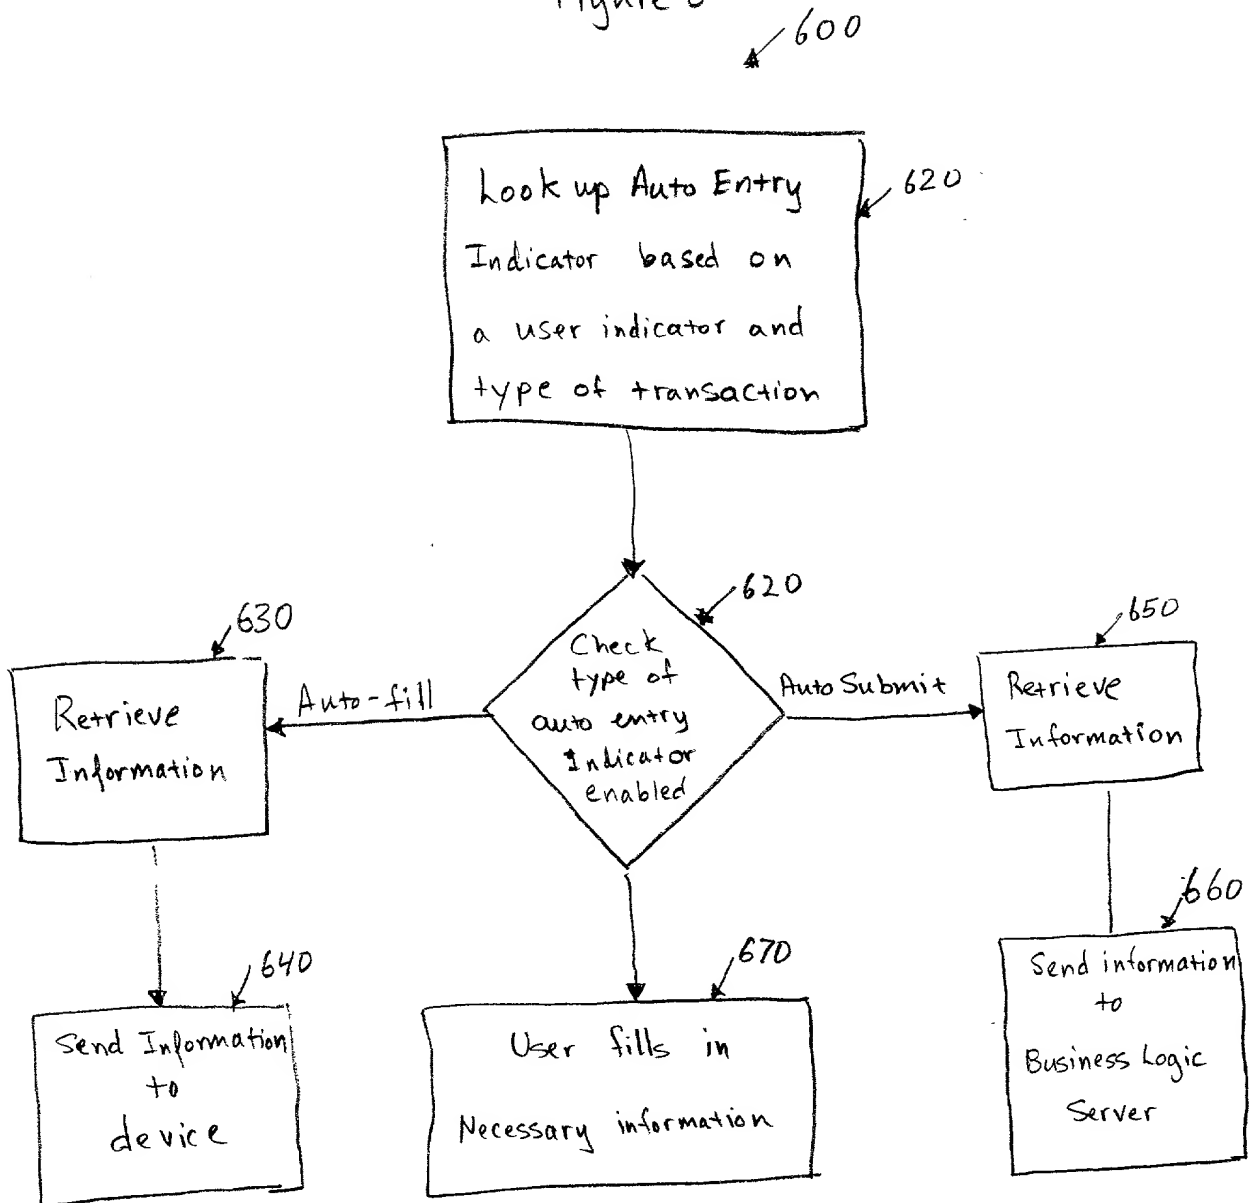 Figure 6
600
Look up Auto Entry
Indicator based on
a user indicator and
type of transaction
620
620
Check
type of
auto entry
Indicator
enabled
Auto-fill
Auto Submit
630
Retrieve
Information
650
Retrieve
Information
640
Send Information
to
device
670
User fills in
Necessary information
660
Send information
to
Business Logic
Server